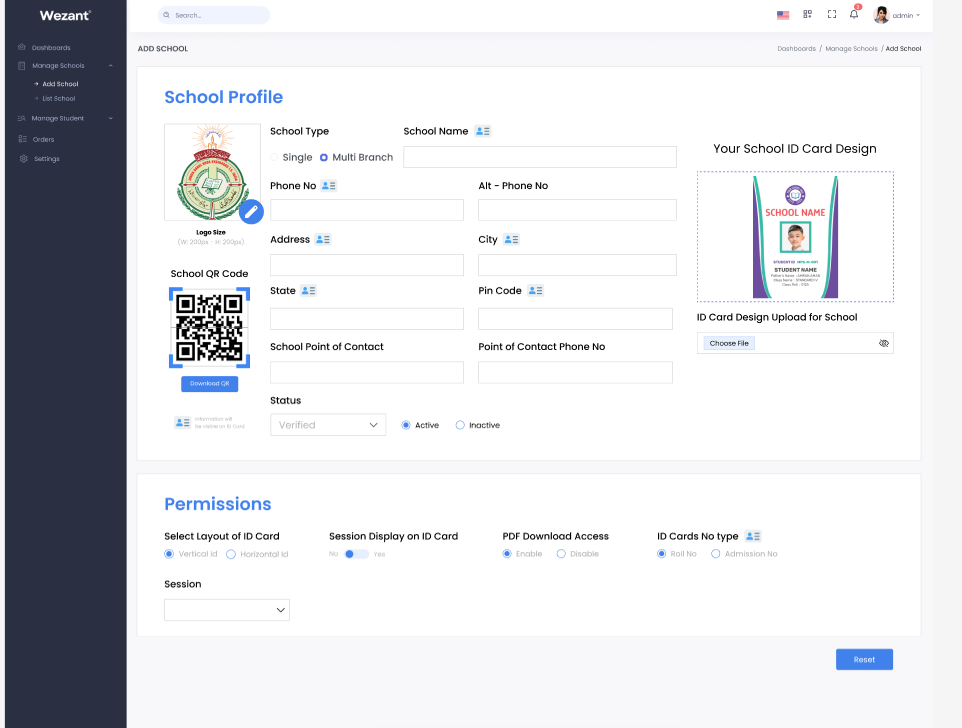 Wezant®
Search...
3
admin
Dashboards
Manage Schools
Add School
List School
Manage Student
Orders
Settings
ADD SCHOOL
Dashboards / Manage Schools / Add School
School Profile
School Type
Single
Multi Branch
School Name
Phone No
Alt - Phone No
Address
City
State
Pin Code
School Point of Contact
Point of Contact Phone No
Status
Verified
Active
Inactive
Logo Size
(W: 200px - H: 200px)
School QR Code
Download QR
Information will
be visible on ID Card
Your School ID Card Design
SCHOOL NAME
STUDENT NAME
ID Card Design Upload for School
Choose File
Permissions
Select Layout of ID Card
Vertical Id
Horizontal Id
Session Display on ID Card
No
Yes
PDF Download Access
Enable
Disable
ID Cards No type
Roll No
Admission No
Session
Reset